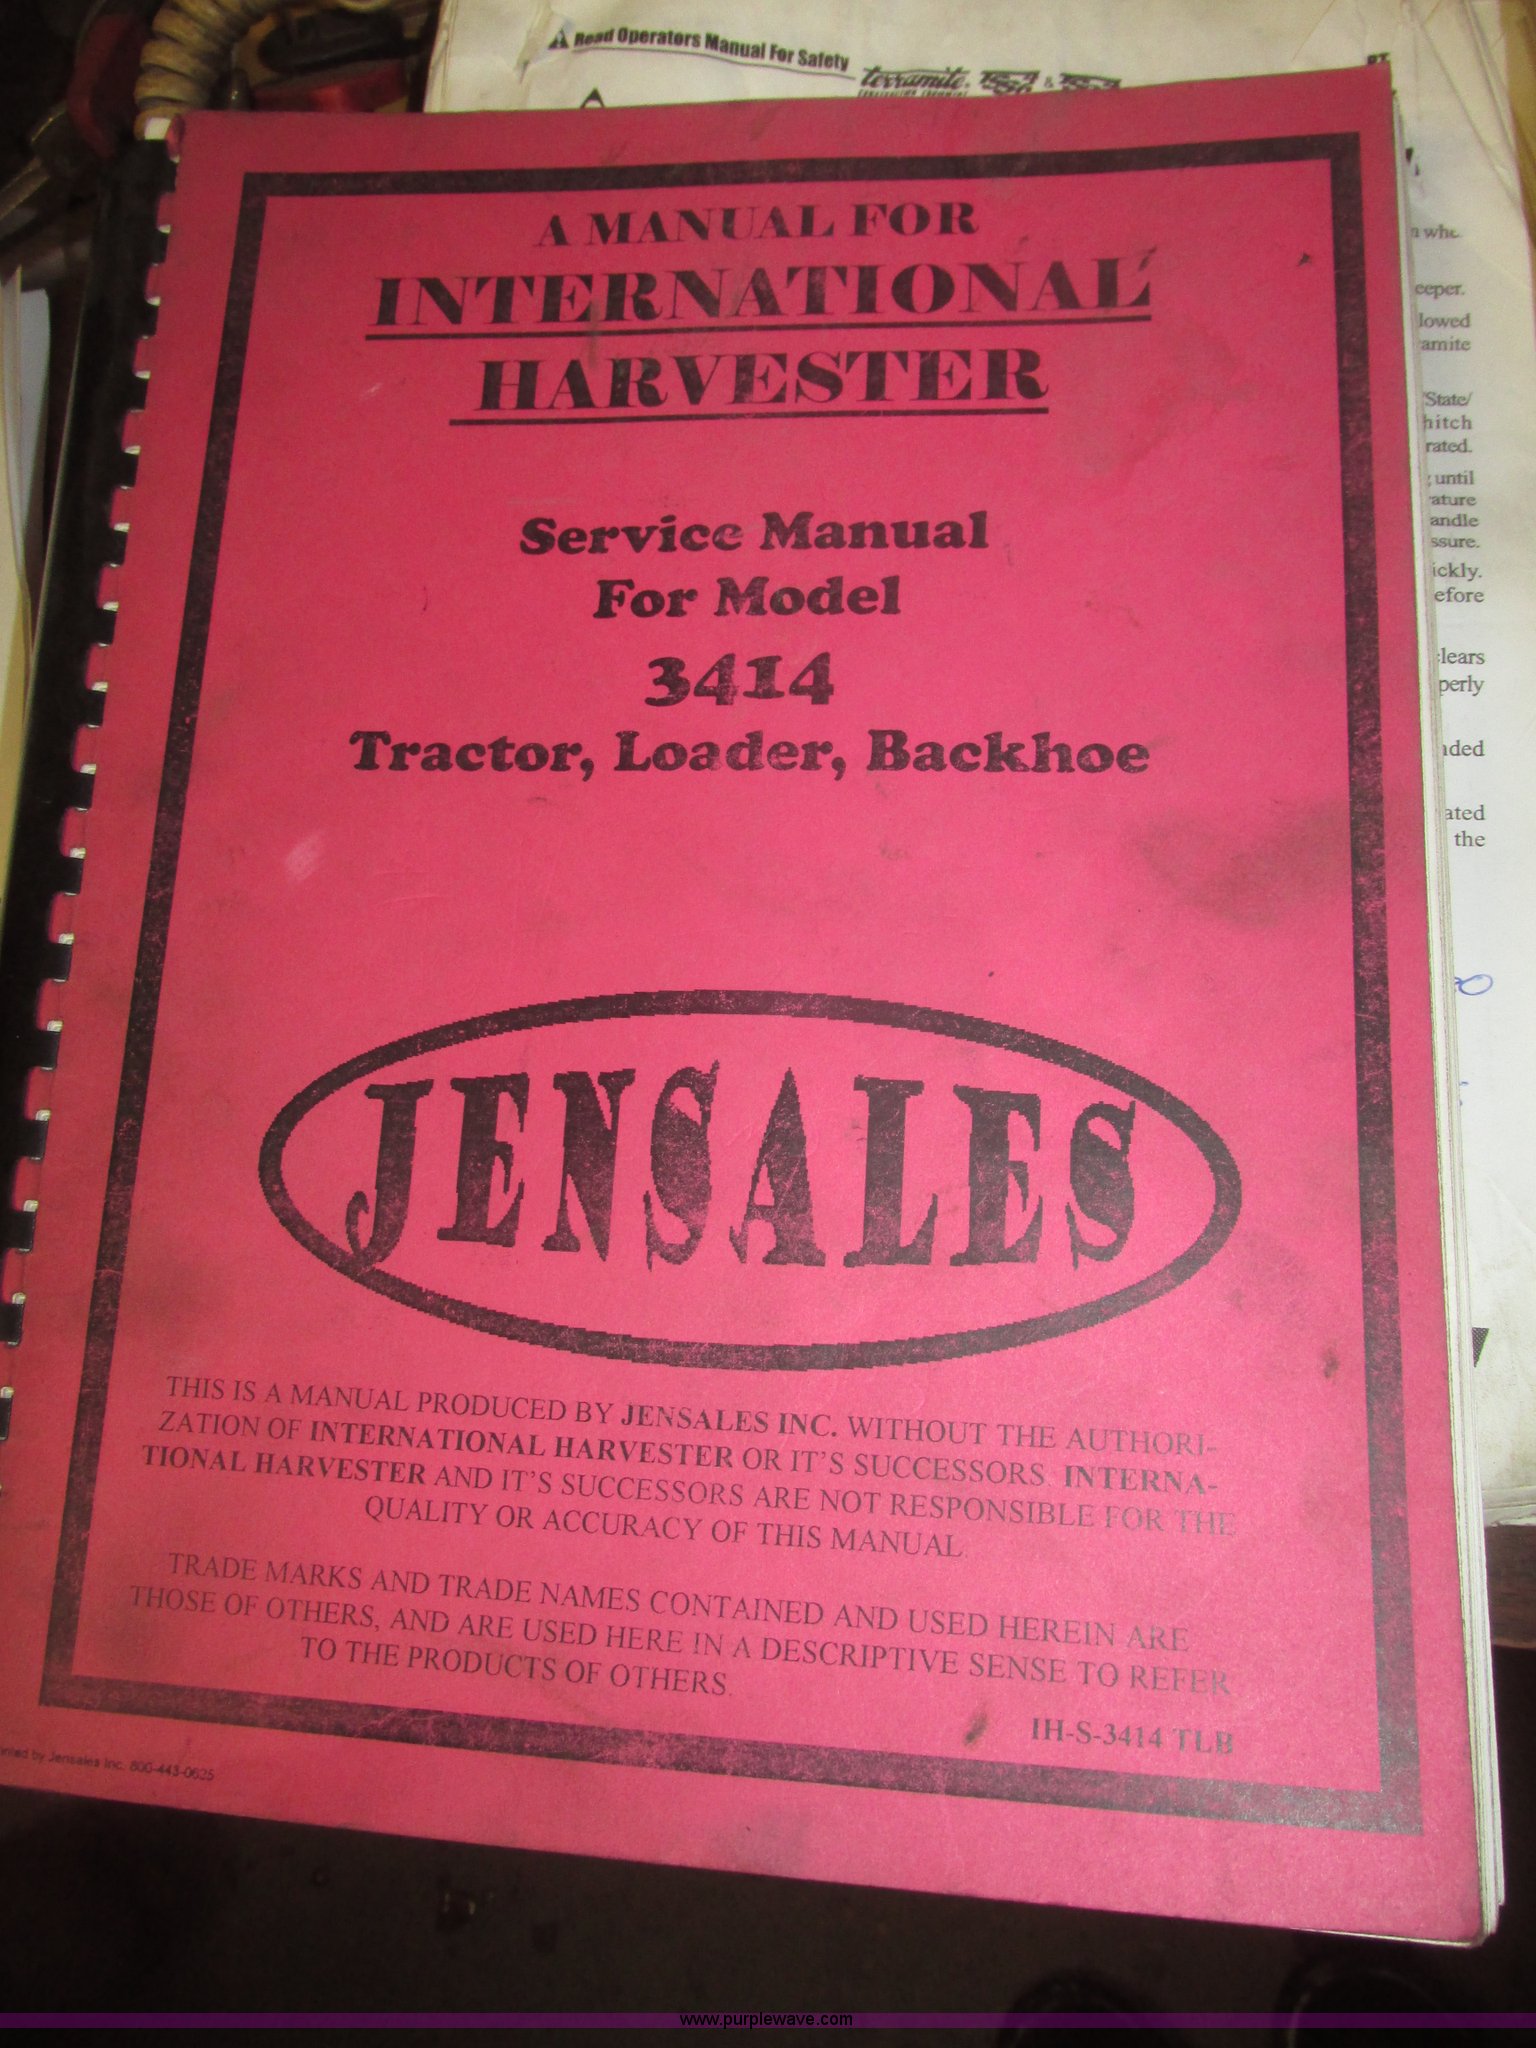 Read Operators Manual For Safety
terramite
A MANUAL FOR
INTERNATIONAL
HARVESTER
Service Manual
For Model
3414
Tractor, Loader, Backhoe
JENSALES
THIS IS A MANUAL PRODUCED BY JENSALES INC. WITHOUT THE AUTHORI-
ZATION OF INTERNATIONAL HARVESTER OR IT'S SUCCESSORS. INTERNA-
TIONAL HARVESTER AND IT'S SUCCESSORS ARE NOT RESPONSIBLE FOR THE
QUALITY OR ACCURACY OF THIS MANUAL
TRADE MARKS AND TRADE NAMES CONTAINED AND USED HEREIN ARE
THOSE OF OTHERS, AND ARE USED HERE IN A DESCRIPTIVE SENSE TO REFER
TO THE PRODUCTS OF OTHERS.
IH-S-3414 TLB
inted by Jensales Inc. 800-443-0625
eeper.
lowed
amite
State/
hitch
rated.
until
ature
andle
ssure.
ickly.
efore
lears
perly
ded
ated
the
www.purplewave.com